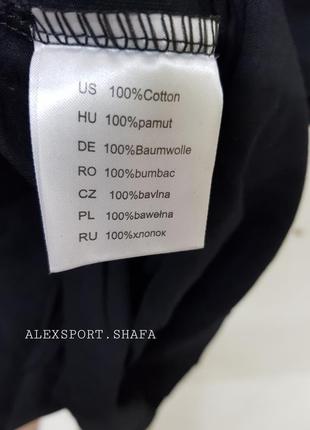 US 100%Cotton
HU 100%pamut
DE 100%Baumwolle
RO 100%bumbac
CZ 100%bavlna
PL 100%bawełna
RU 100%хлопок
ALEXSPORT.SHAFA